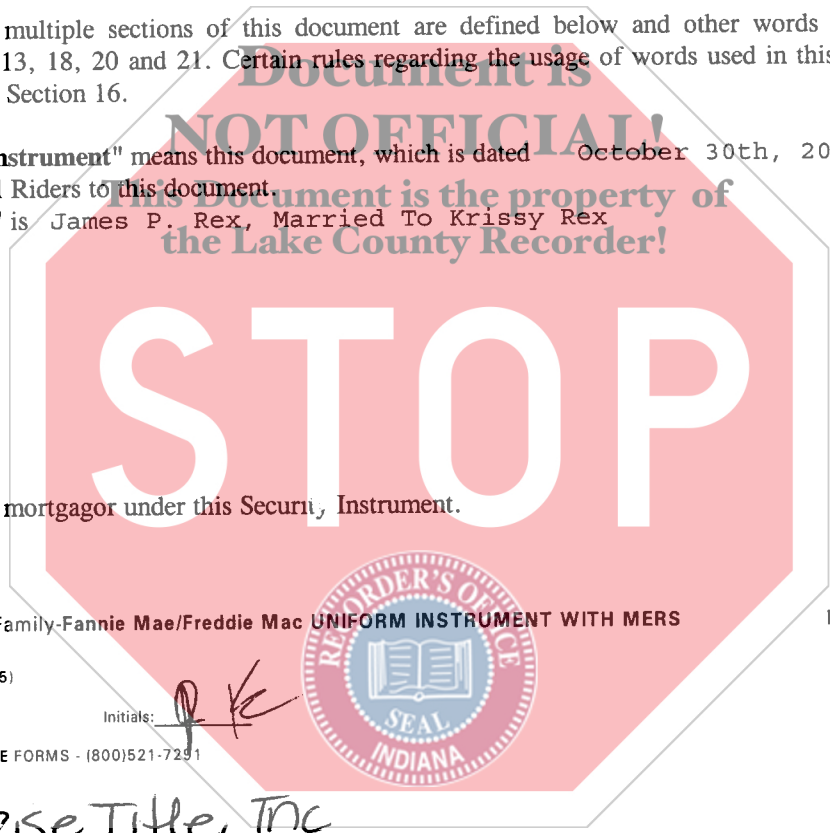 multiple sections of this document are defined below and other words
13, 18, 20 and 21. Certain rules regarding the usage of words used in this
Section 16.
Document is
NOT OFFICIAL!
This Document is the property of
the Lake County Recorder!
nstrument" means this document, which is dated October 30th, 20
Riders to this document.
is James P. Rex, Married To Krissy Rex
STOP
mortgagor under this Security Instrument.
RECORDER'S OFFICE
SEAL
INDIANA
Family-Fannie Mae/Freddie Mac UNIFORM INSTRUMENT WITH MERS
5)
Initials:
E FORMS - (800)521-7291
ise Title, Inc